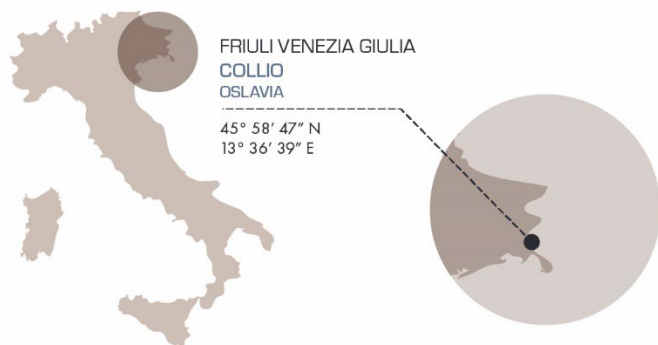 FRIULI VENEZIA GIULIA
COLLIO
OSLAVIA
45° 58’ 47” N
13° 36’ 39” E